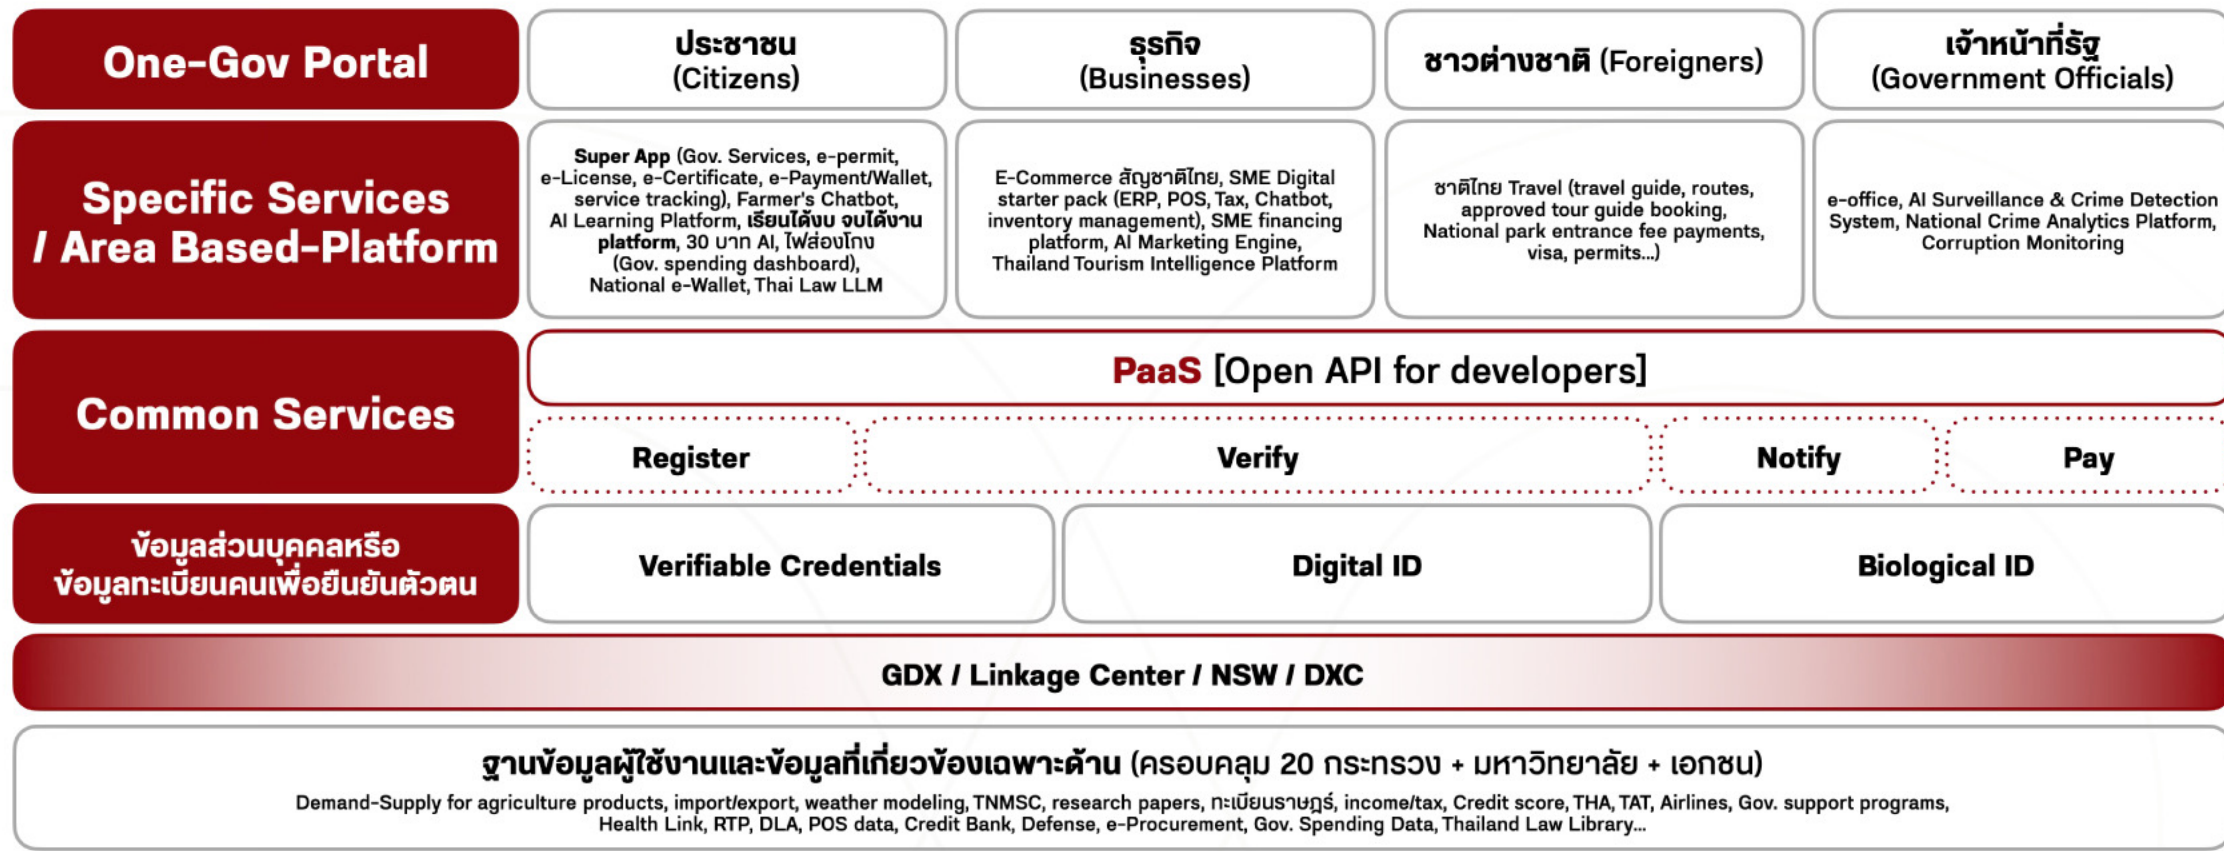 One-Gov Portal
ประชาชน
(Citizens)
ธุรกิจ
(Businesses)
ชาวต่างชาติ (Foreigners)
เจ้าหน้าที่รัฐ
(Government Officials)
Specific Services
/ Area Based-Platform
Super App (Gov. Services, e-permit,
e-License, e-Certificate, e-Payment/Wallet,
service tracking), Farmer's Chatbot,
AI Learning Platform, เรียนได้งบ จบได้งาน
platform, 30 บาท AI, ไฟส่องโกง
(Gov. spending dashboard),
National e-Wallet, Thai Law LLM
E-Commerce สัญชาติไทย, SME Digital
starter pack (ERP, POS, Tax, Chatbot,
inventory management), SME financing
platform, AI Marketing Engine,
Thailand Tourism Intelligence Platform
ชาติไทย Travel (travel guide, routes,
approved tour guide booking,
National park entrance fee payments,
visa, permits...)
e-office, AI Surveillance & Crime Detection
System, National Crime Analytics Platform,
Corruption Monitoring
Common Services
PaaS [Open API for developers]
Register
Verify
Notify
Pay
ข้อมูลส่วนบุคคลหรือ
ข้อมูลทะเบียนคนเพื่อยืนยันตัวตน
Verifiable Credentials
Digital ID
Biological ID
GDX / Linkage Center / NSW / DXC
ฐานข้อมูลผู้ใช้งานและข้อมูลที่เกี่ยวข้องเฉพาะด้าน (ครอบคลุม 20 กระทรวง + มหาวิทยาลัย + เอกชน)
Demand-Supply for agriculture products, import/export, weather modeling, TNMSC, research papers, ทะเบียนราษฎร์, income/tax, Credit score, THA, TAT, Airlines, Gov. support programs,
Health Link, RTP, DLA, POS data, Credit Bank, Defense, e-Procurement, Gov. Spending Data, Thailand Law Library...